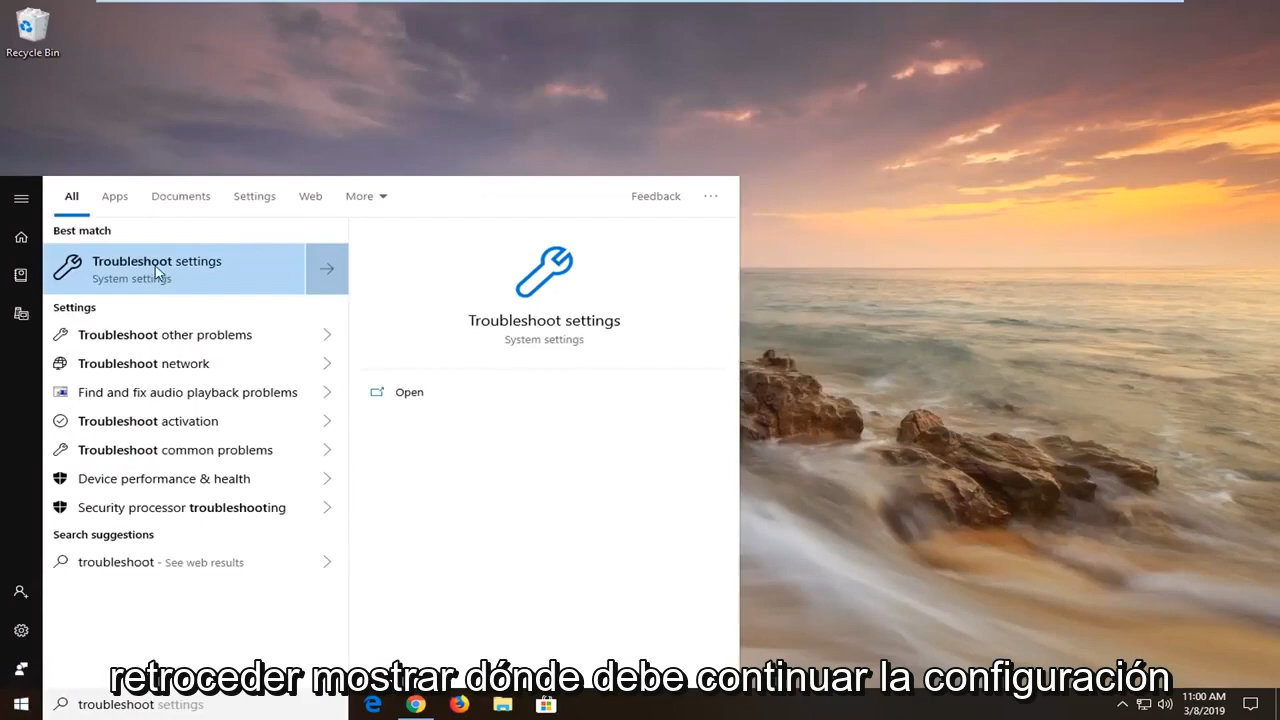 Recycle Bin
All Apps Documents Settings Web More Feedback ...
Best match
Troubleshoot settings
System settings
Settings
Troubleshoot other problems
Troubleshoot network
Find and fix audio playback problems
Troubleshoot activation
Troubleshoot common problems
Device performance & health
Security processor troubleshooting
Search suggestions
troubleshoot - See web results
Troubleshoot settings
System settings
Open
retroceder mostrar dónde debe continuar la configuración
troubleshoot settings
11:00 AM
3/8/2019